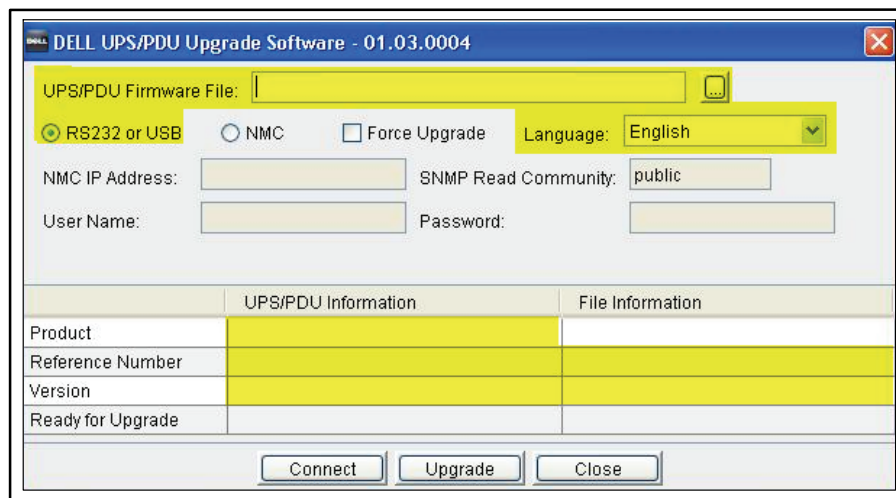 DELL DELL UPS/PDU Upgrade Software - 01.03.0004
UPS/PDU Firmware File: ...
RS232 or USB NMC Force Upgrade Language: English
NMC IP Address: SNMP Read Community: public
User Name: Password:
UPS/PDU Information File Information
Product
Reference Number
Version
Ready for Upgrade
Connect Upgrade Close